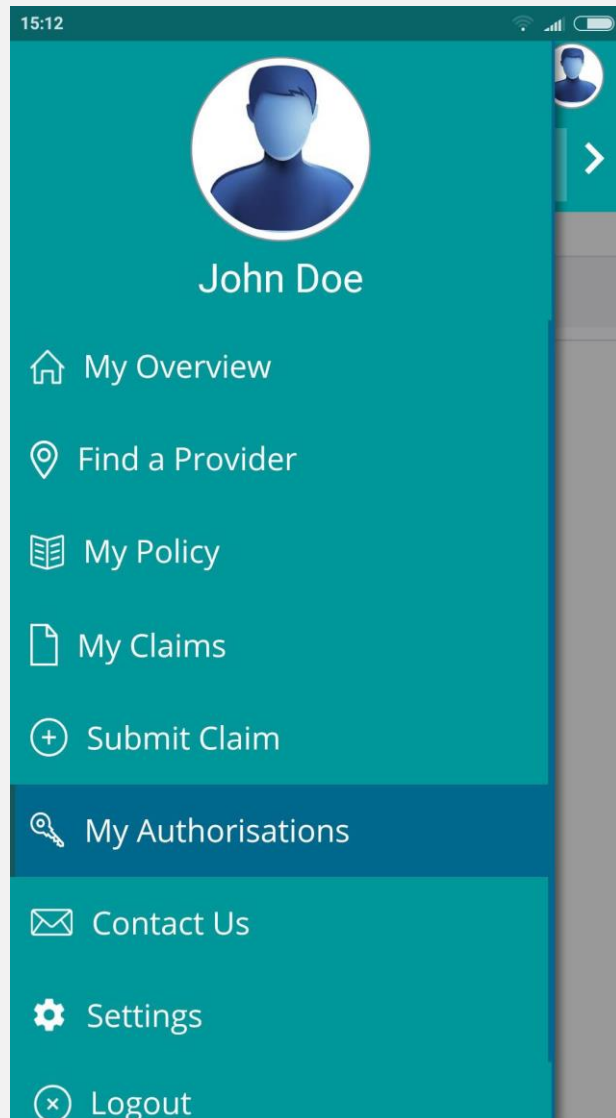 15:12
John Doe
My Overview
Find a Provider
My Policy
My Claims
Submit Claim
My Authorisations
Contact Us
Settings
Logout